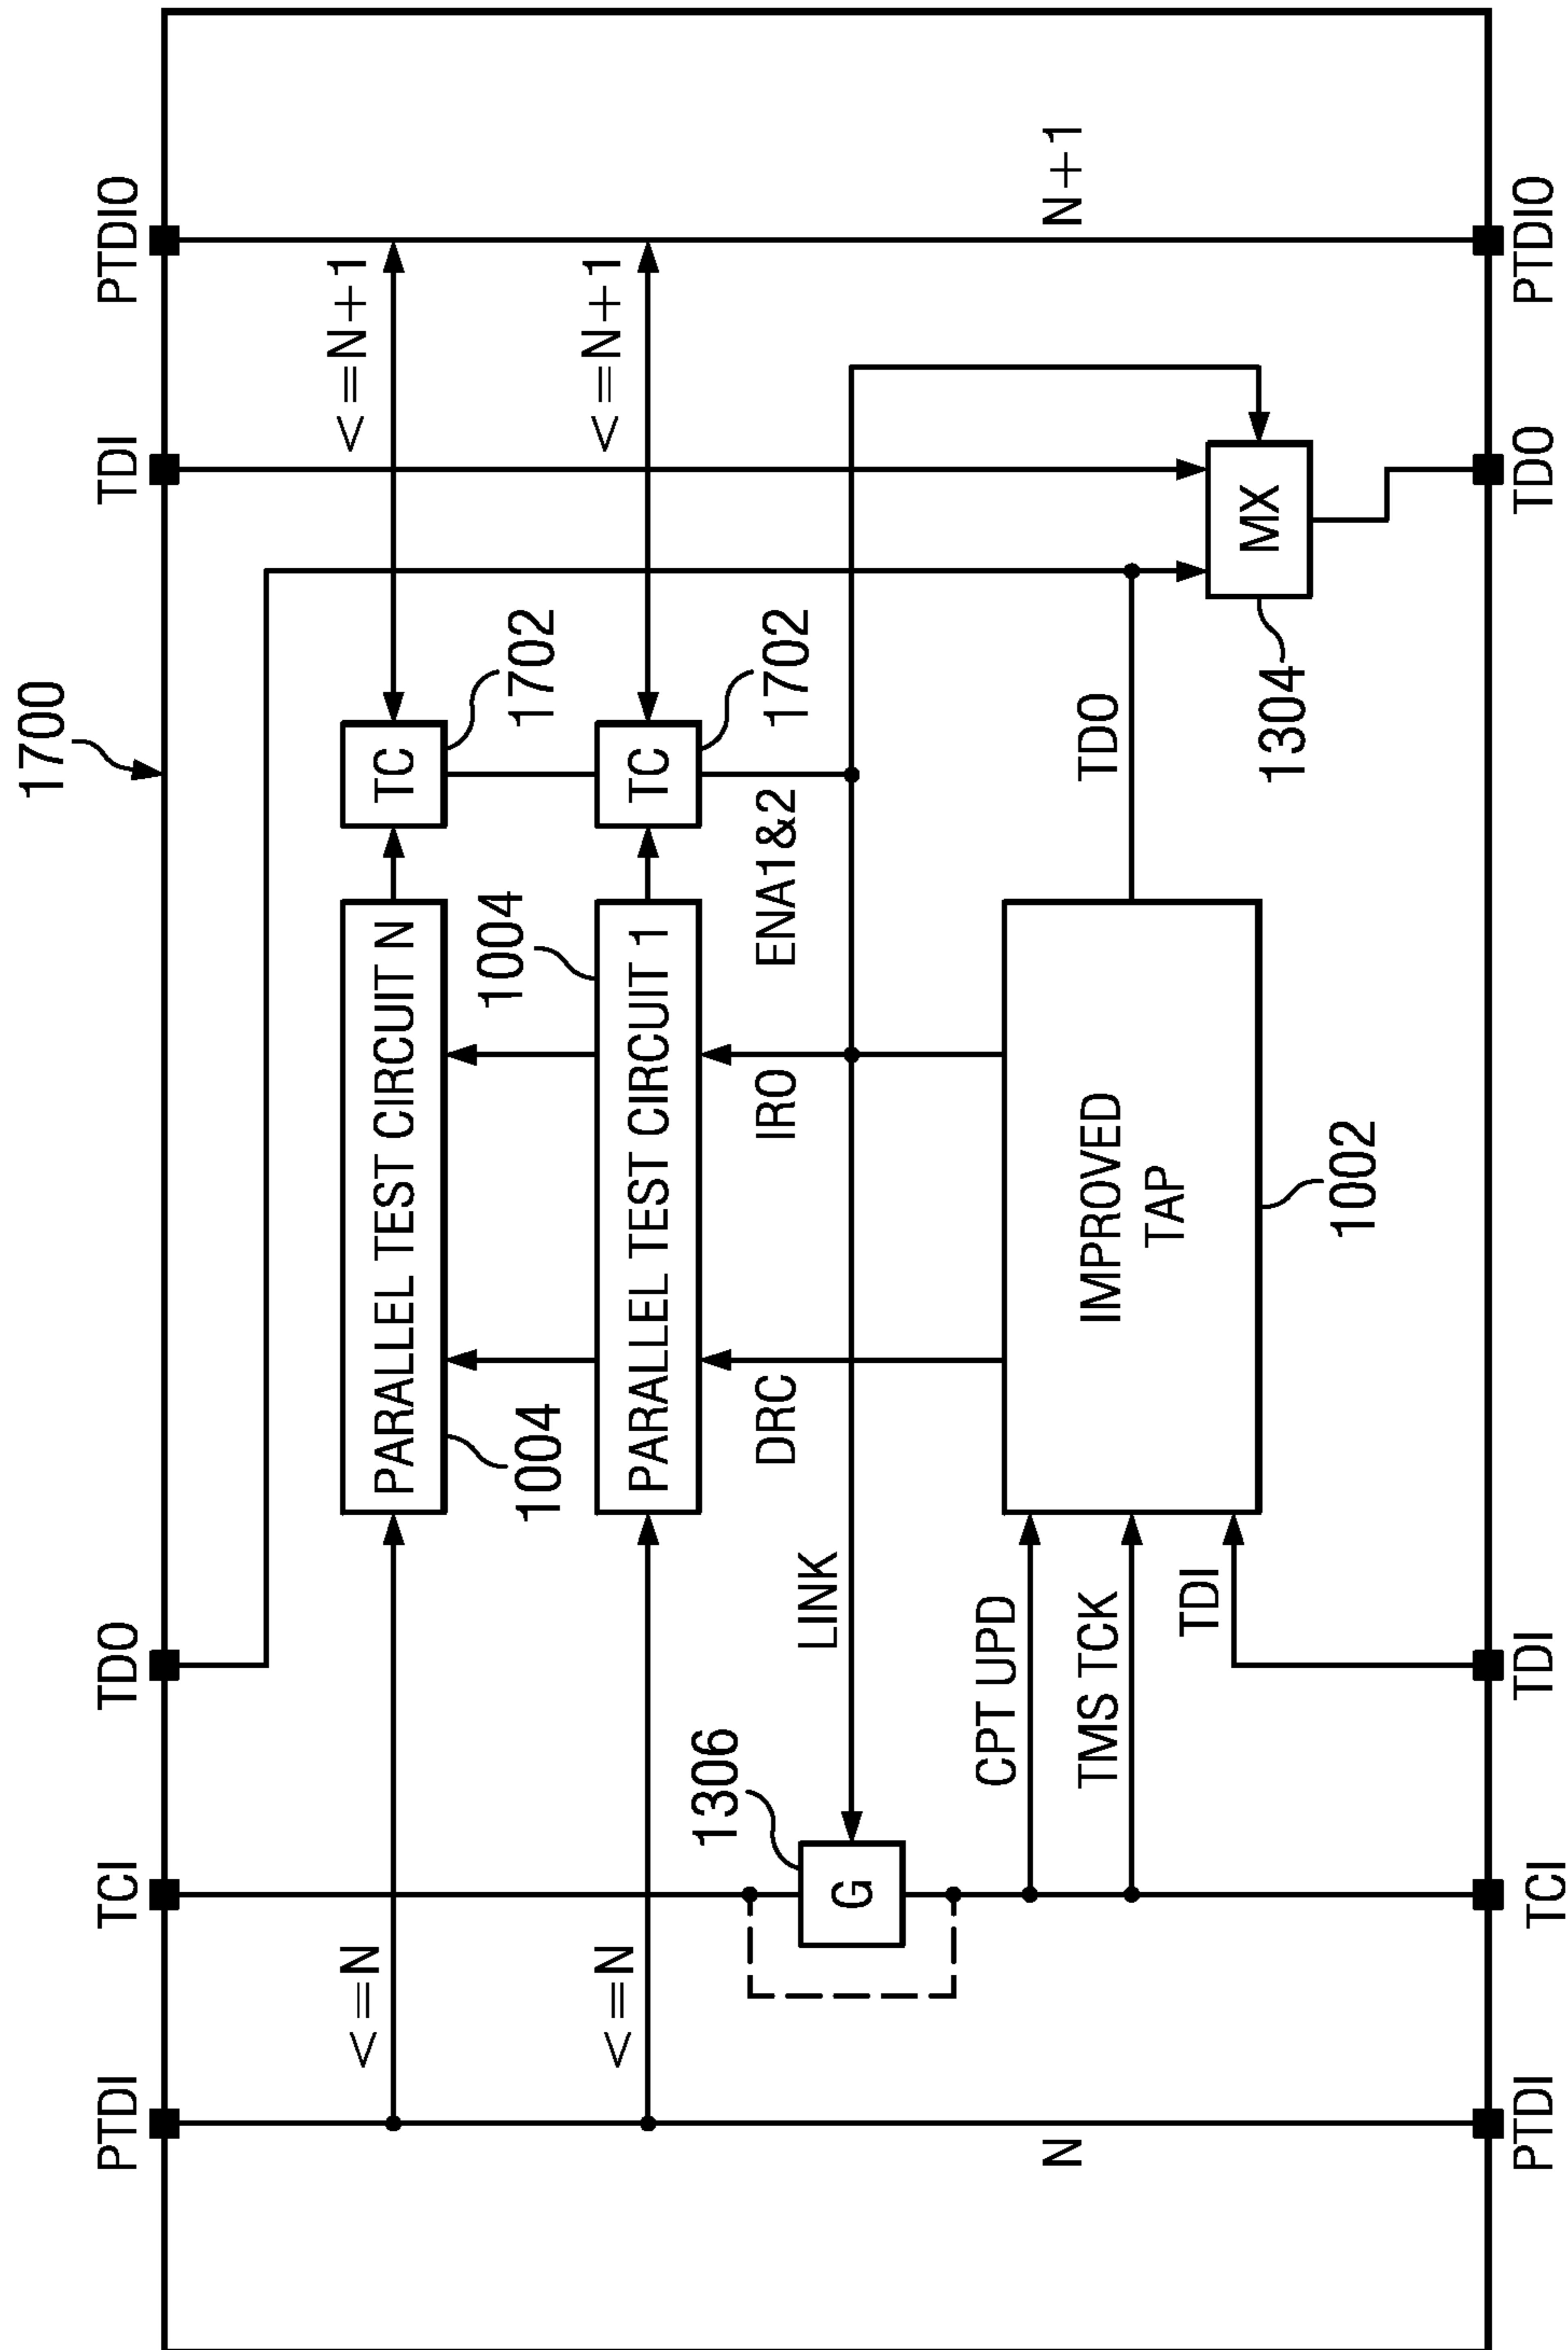 1700
PTDI
TCI
TDO
TDI
PTDIO
<=N
PARALLEL TEST CIRCUIT N
TC
<=N+1
1004
1702
<=N
PARALLEL TEST CIRCUIT 1
1004
TC
<=N+1
1702
1306
DRC
IRO
ENA1&2
LINK
G
CPT UPD
TMS TCK
TDI
IMPROVED
TAP
TDO
N
N+1
MX
1002
1304
PTDI
TCI
TDI
TDO
PTDIO